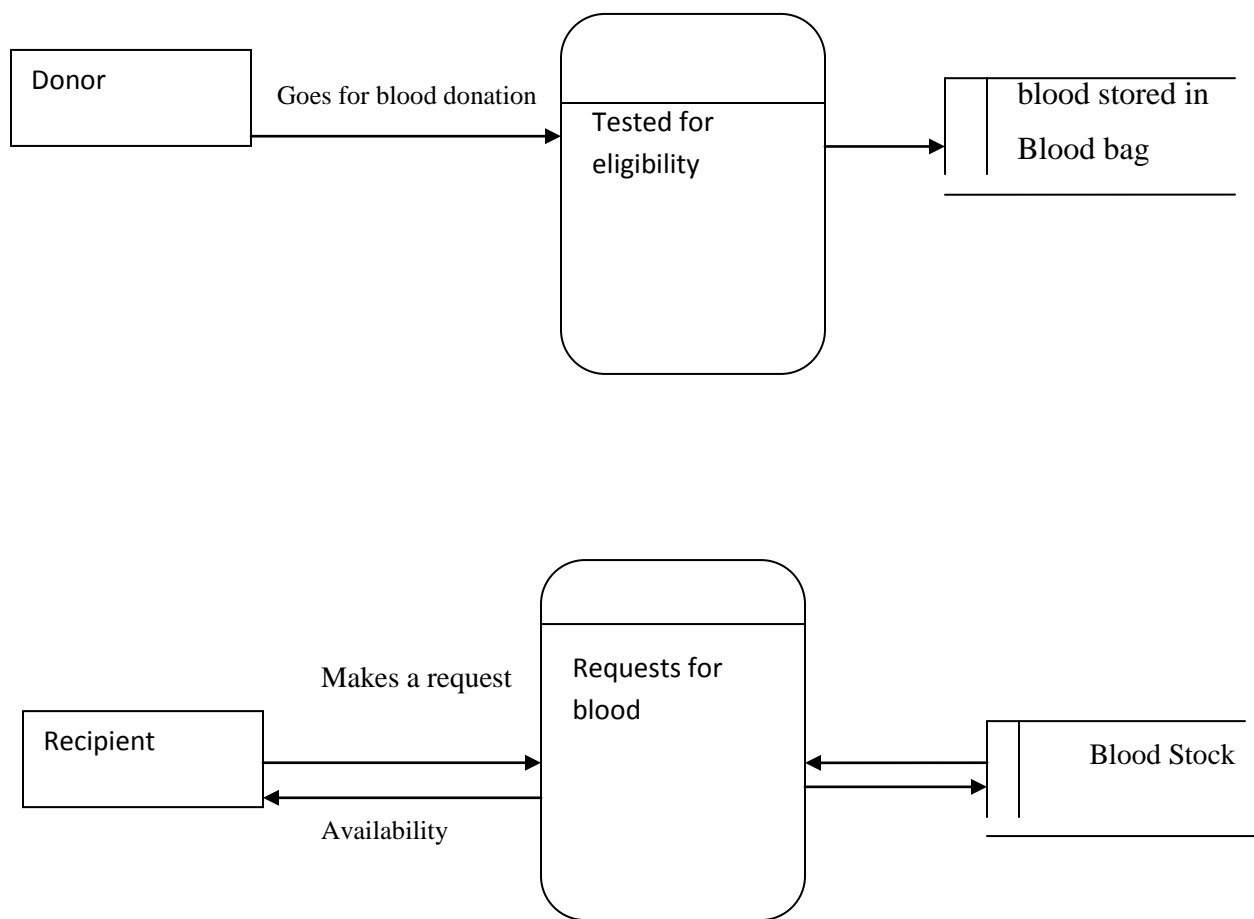 Donor
Goes for blood donation
Tested for
eligibility
blood stored in
Blood bag
Recipient
Makes a request
Availability
Requests for
blood
Blood Stock